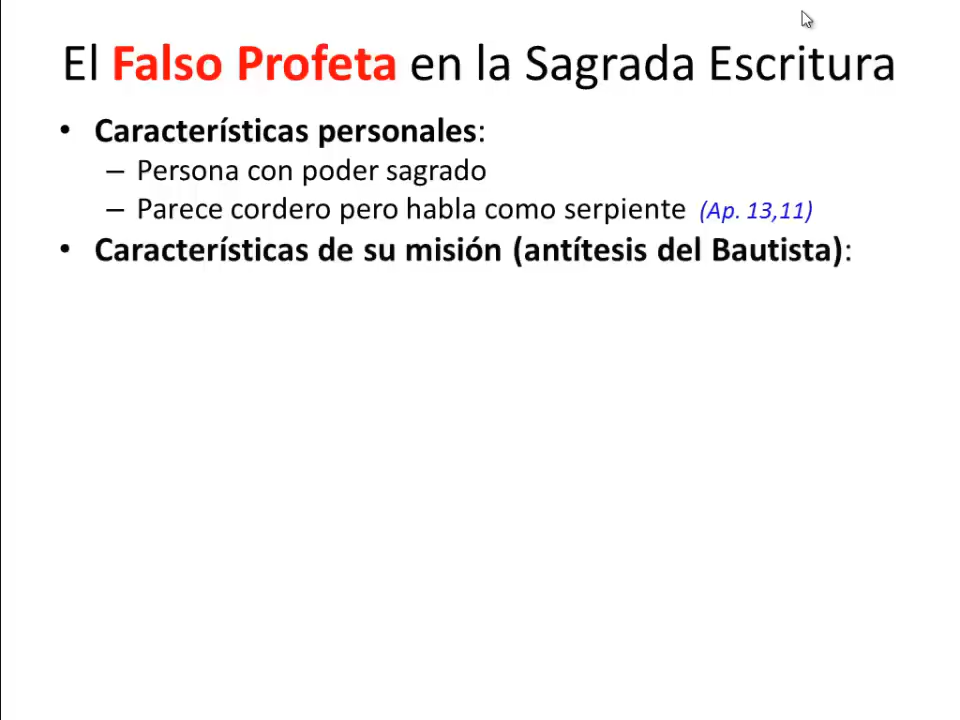 El Falso Profeta en la Sagrada Escritura
• Características personales:
– Persona con poder sagrado
– Parece cordero pero habla como serpiente (Ap. 13,11)
• Características de su misión (antítesis del Bautista):